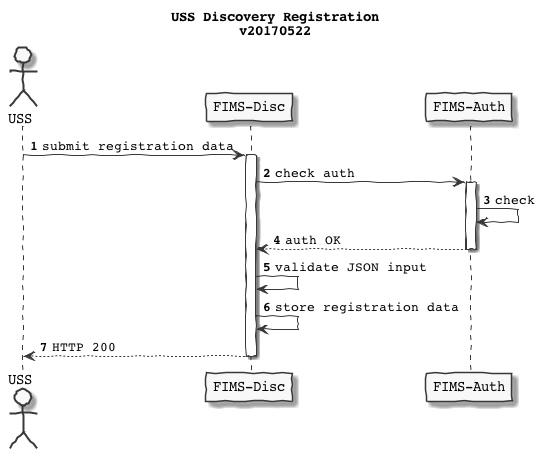 USS Discovery Registration
v20170522
USS
FIMS-Disc
FIMS-Auth
1 submit registration data
2 check auth
3 check
4 auth OK
5 validate JSON input
6 store registration data
7 HTTP 200
USS
FIMS-Disc
FIMS-Auth